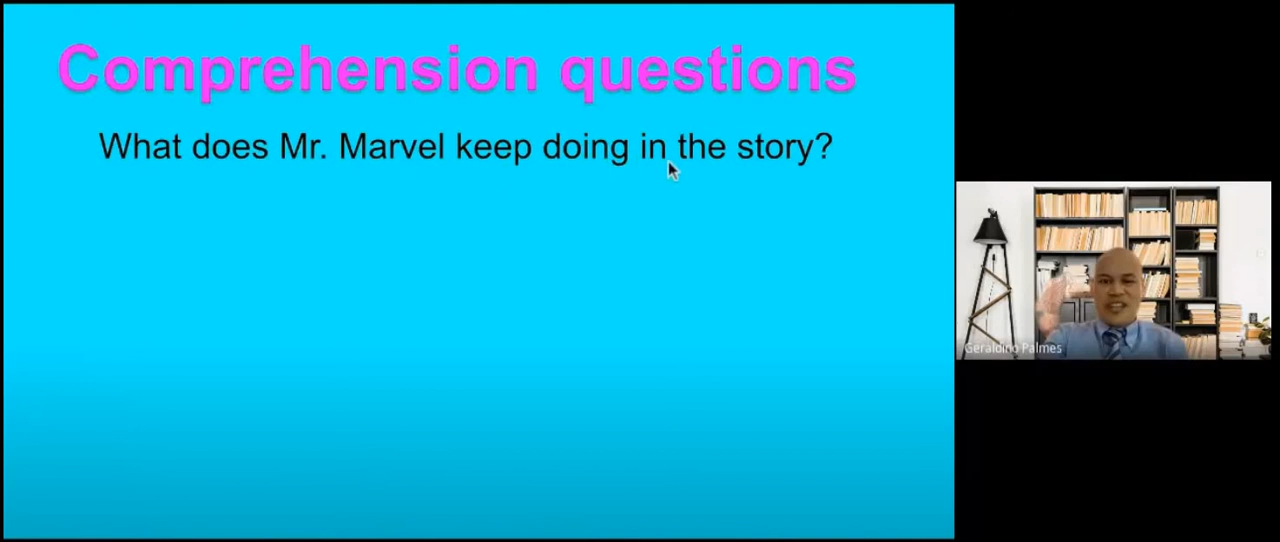 Comprehension questions
What does Mr. Marvel keep doing in the story?
Geraldino Palmes